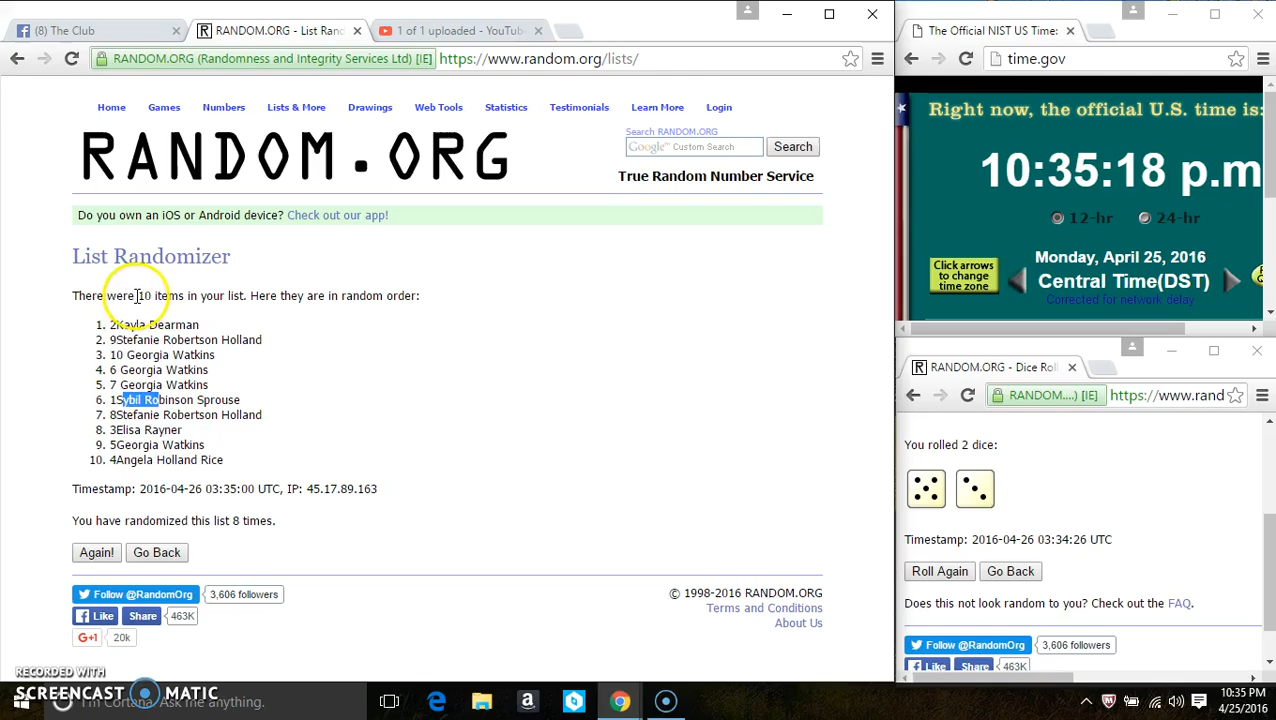 (8) The Club
RANDOM.ORG - List Rand
1 of 1 uploaded - YouTub
RANDOM.ORG (Randomness and Integrity Services Ltd) [IE]
https://www.random.org/lists/
Home Games Numbers Lists & More Drawings Web Tools Statistics Testimonials Learn More Login
RANDOM.ORG
Search RANDOM.ORG
Google™ Custom Search
Search
True Random Number Service
Do you own an iOS or Android device? Check out our app!
List Randomizer
There were 10 items in your list. Here they are in random order:
1. 2Kayla Dearman
2. 9Stefanie Robertson Holland
3. 10 Georgia Watkins
4. 6 Georgia Watkins
5. 7 Georgia Watkins
6. 1Sybil Robinson Sprouse
7. 8Stefanie Robertson Holland
8. 3Elisa Rayner
9. 5Georgia Watkins
10. 4Angela Holland Rice
Timestamp: 2016-04-26 03:35:00 UTC, IP: 45.17.89.163
You have randomized this list 8 times.
Again! Go Back
Follow @RandomOrg 3,606 followers
Like Share 463K
G+1 20k
© 1998-2016 RANDOM.ORG
Terms and Conditions
About Us
The Official NIST US Time:
time.gov
Right now, the official U.S. time is:
10:35:18 p.m
12-hr 24-hr
Click arrows
to change
time zone
Monday, April 25, 2016
Central Time(DST)
Corrected for network delay
RANDOM.ORG - Dice Roll
RANDOM....) [IE]
https://www.rand
You rolled 2 dice:
Timestamp: 2016-04-26 03:34:26 UTC
Roll Again Go Back
Does this not look random to you? Check out the FAQ.
Follow @RandomOrg 3,606 followers
Like Share 463K
RECORDED WITH
SCREENCAST MATIC
I'm Cortana. Ask me anything.
10:35 PM
4/25/2016